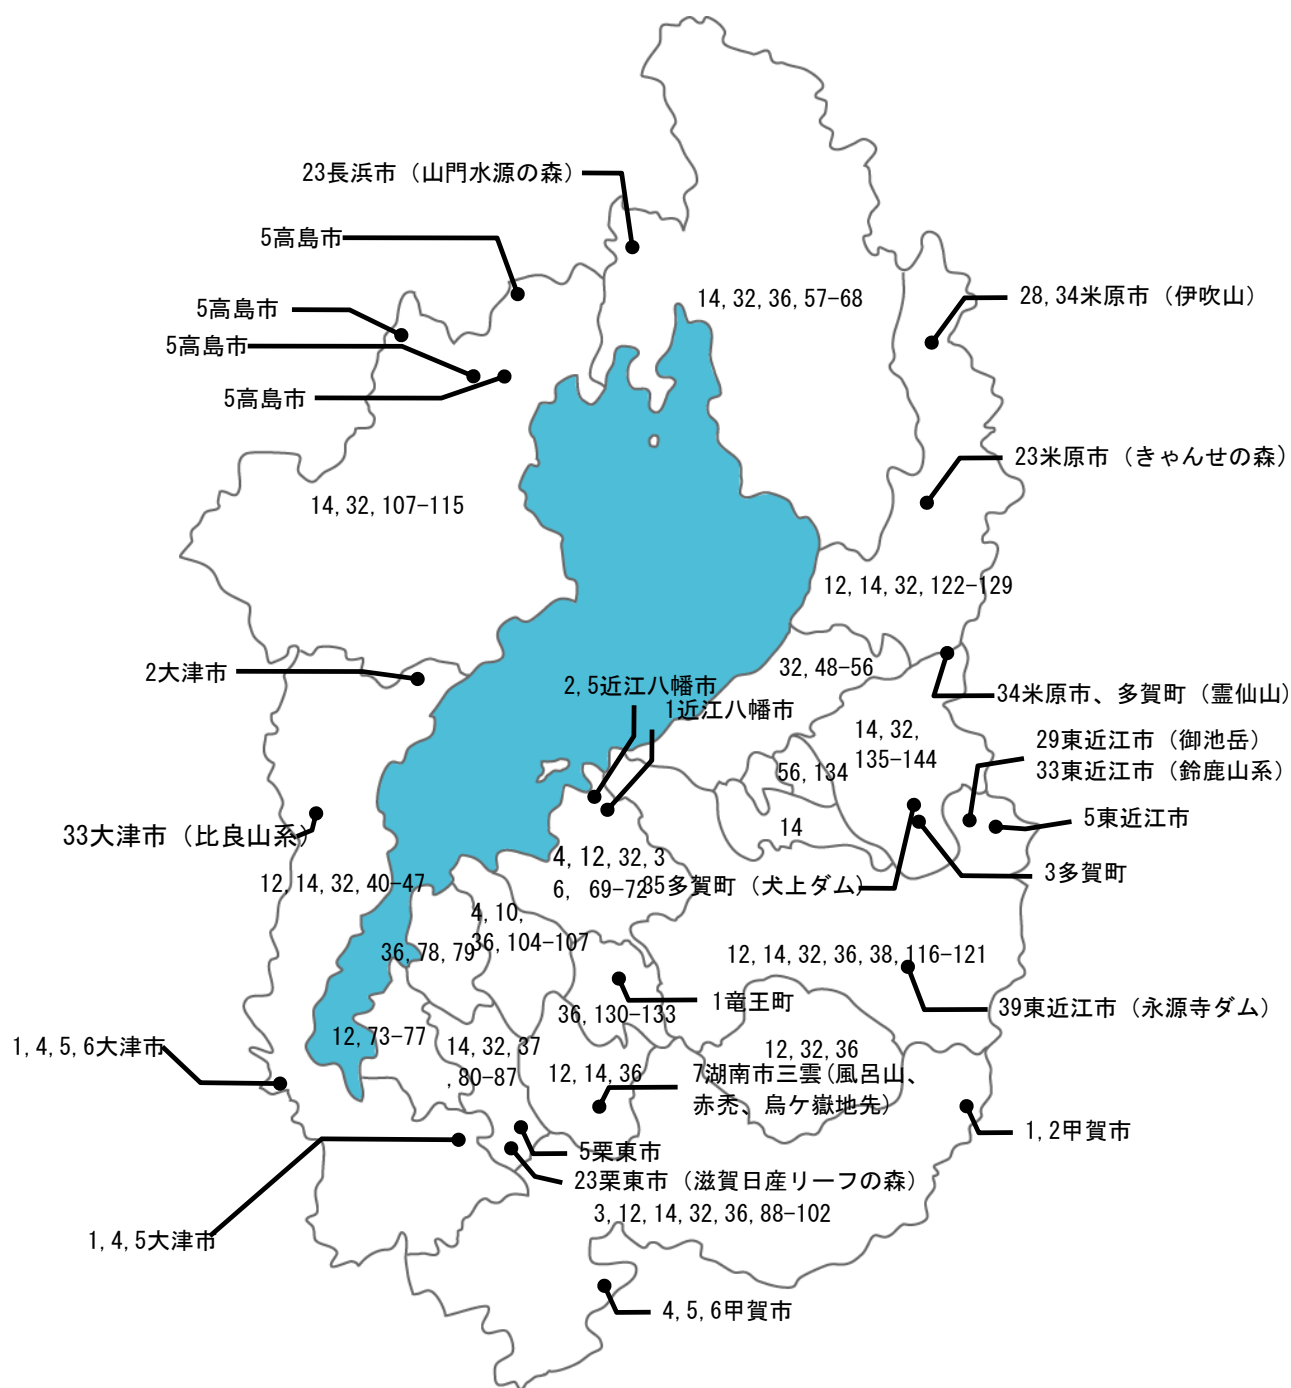 23長浜市（山門水源の森）
5高島市
14,32,36,57-68
28,34米原市（伊吹山）
5高島市
5高島市
5高島市
23米原市（きゃんせの森）
14,32,107-115
12,14,32,122-129
2大津市
32,48-56
2,5近江八幡市
34米原市、多賀町（霊仙山）
1近江八幡市
14,32,
135-144
29東近江市（御池岳）
33東近江市（鈴鹿山系）
56,134
5東近江市
14
33大津市（比良山系）
4,12,32,3
6, 69-72
35多賀町（犬上ダム）
3多賀町
12,14,32,40-47
4,10,
36,104-107
36,78,79
12,14,32,36,38,116-121
1竜王町
39東近江市（永源寺ダム）
36,130-133
12,73-77
14,32,37
,80-87
12,32,36
1,4,5,6大津市
12,14,36
7湖南市三雲(風呂山、
赤禿、烏ケ嶽地先)
1,2甲賀市
5栗東市
23栗東市（滋賀日産リーフの森）
3,12,14,32,36,88-102
1,4,5大津市
4,5,6甲賀市